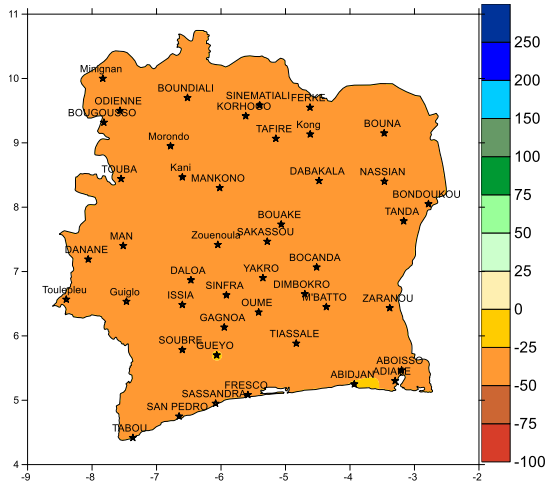 11
10
9
8
7
6
5
4
-9 -8 -7 -6 -5 -4 -3 -2
250
200
150
100
75
50
25
0
-25
-50
-75
-100
Minignan
BOUNDIALI
SINEMATIALI
FERKE
ODIENNE
KORHOGO
BOUGOUSSO
BOUNA
Kong
TAFIRE
Morondo
TOUBA
Kani
MANKONO
DABAKALA
NASSIAN
BONDOUKOU
TANDA
BOUAKE
SAKASSOU
Zouenoula
MAN
DANANE
BOCANDA
DALOA
YAKRO
Toulepleu
Guiglo
ISSIA
SINFRA
DIMBOKRO
M'BATTO
ZARANOU
OUME
GAGNOA
TIASSALE
SOUBRE
GUEYO
ABOISSO
ADIAKE
ABIDJAN
FRESCO
SASSANDRA
SAN PEDRO
TABOU